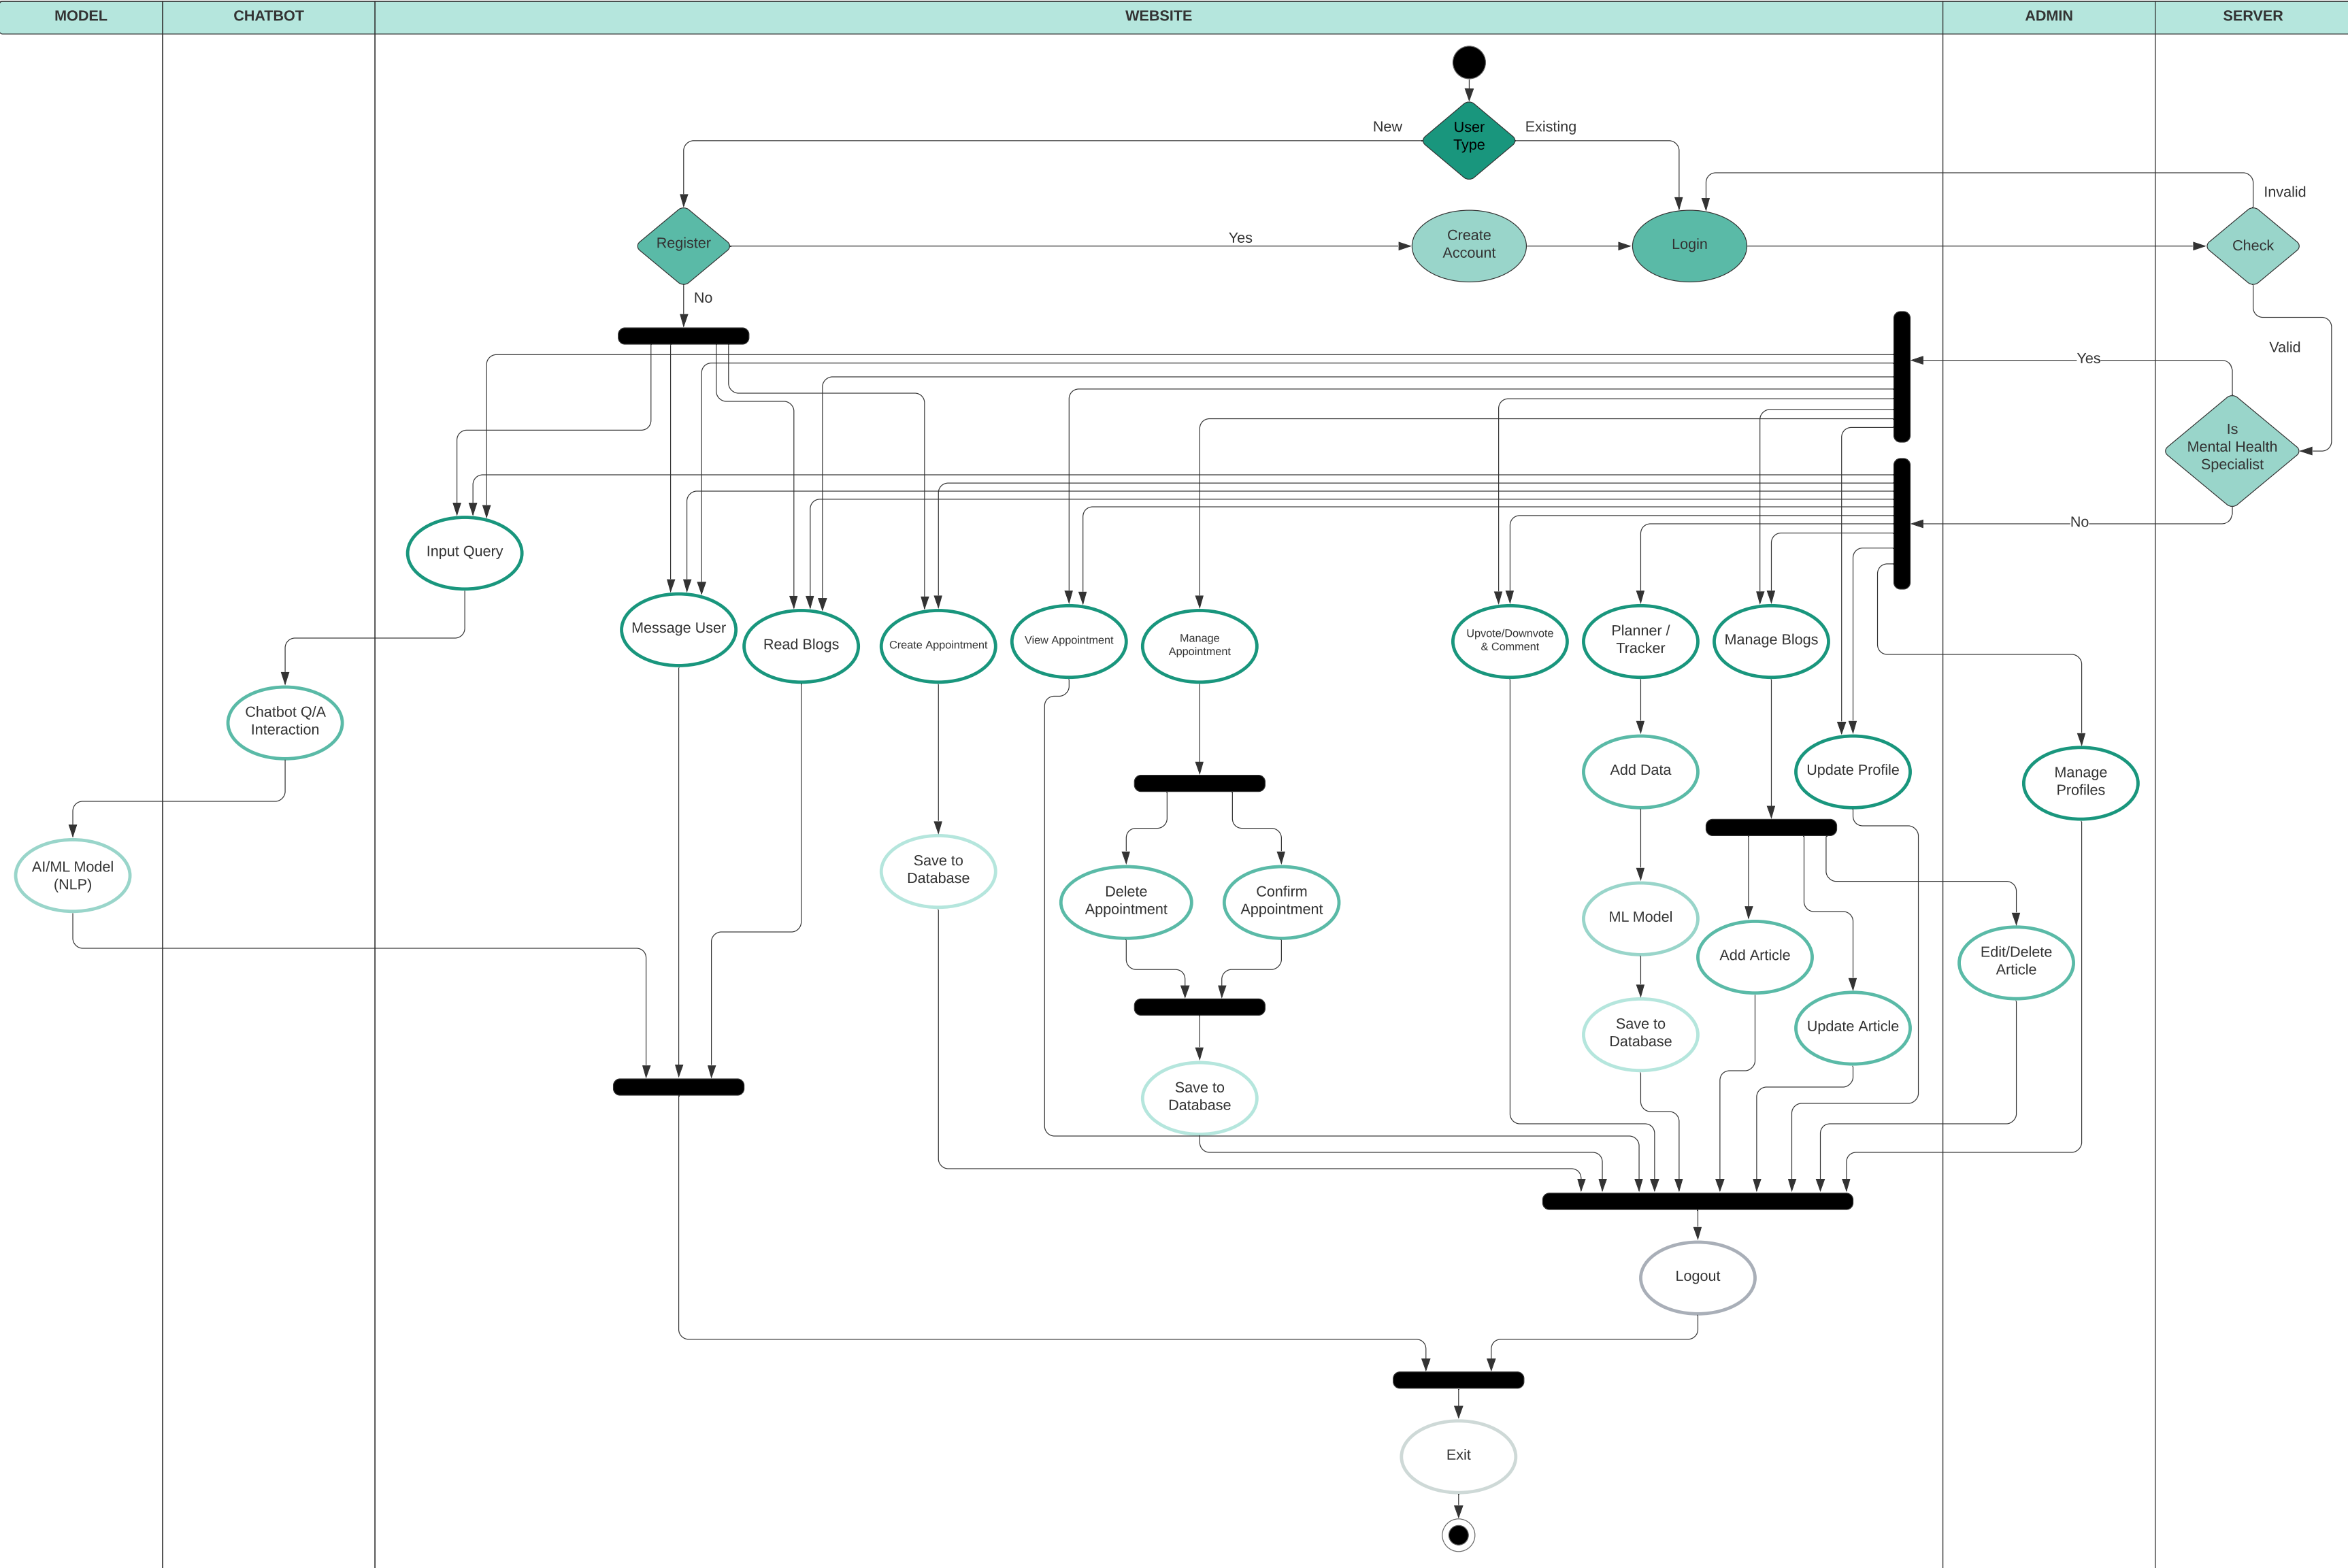 MODEL
CHATBOT
WEBSITE
ADMIN
SERVER
User
Type
New
Existing
Invalid
Register
Yes
Create
Account
Login
Check
No
Valid
Yes
Is
Mental Health
Specialist
No
Input Query
Message User
Read Blogs
Create Appointment
View Appointment
Manage
Appointment
Upvote/Downvote
& Comment
Planner /
Tracker
Manage Blogs
Chatbot Q/A
Interaction
Add Data
Update Profile
Manage
Profiles
AI/ML Model
(NLP)
Save to
Database
Delete
Appointment
Confirm
Appointment
ML Model
Add Article
Edit/Delete
Article
Save to
Database
Update Article
Save to
Database
Logout
Exit